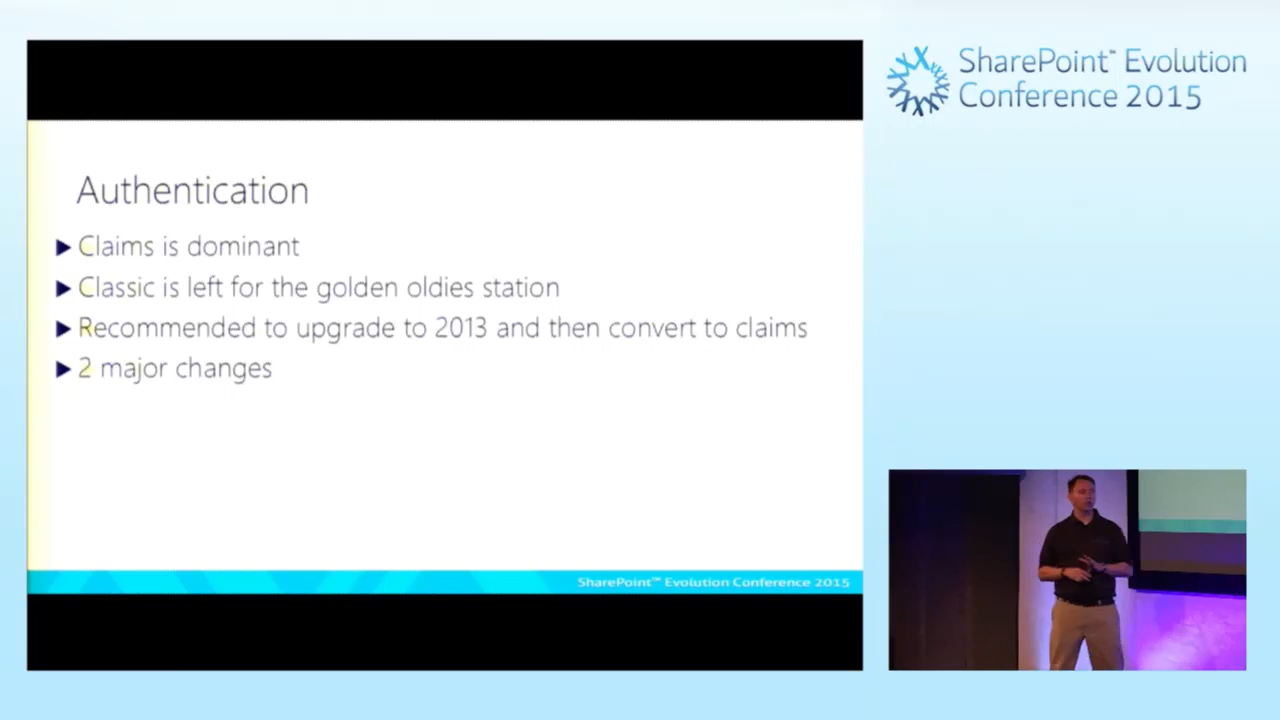 SharePoint™ Evolution
Conference 2015
Authentication
Claims is dominant
Classic is left for the golden oldies station
Recommended to upgrade to 2013 and then convert to claims
2 major changes
SharePoint™ Evolution Conference 2015